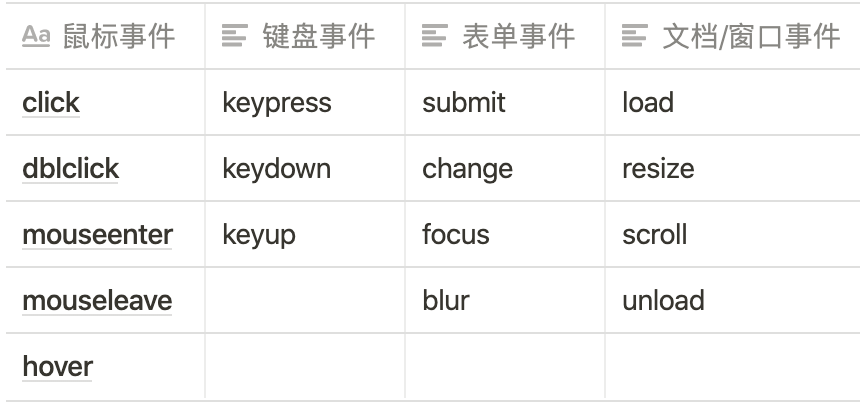 Aa 鼠标事件 键盘事件 表单事件 文档/窗口事件
click keypress submit load
dblclick keydown change resize
mouseenter keyup focus scroll
mouseleave blur unload
hover